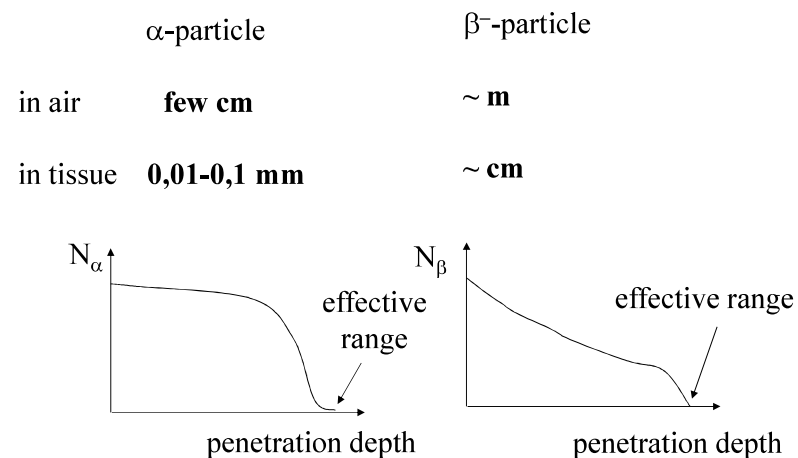 α-particle β⁻-particle
in air few cm ~ m
in tissue 0,01-0,1 mm ~ cm
Nα
effective
range
penetration depth
Nβ
effective range
penetration depth